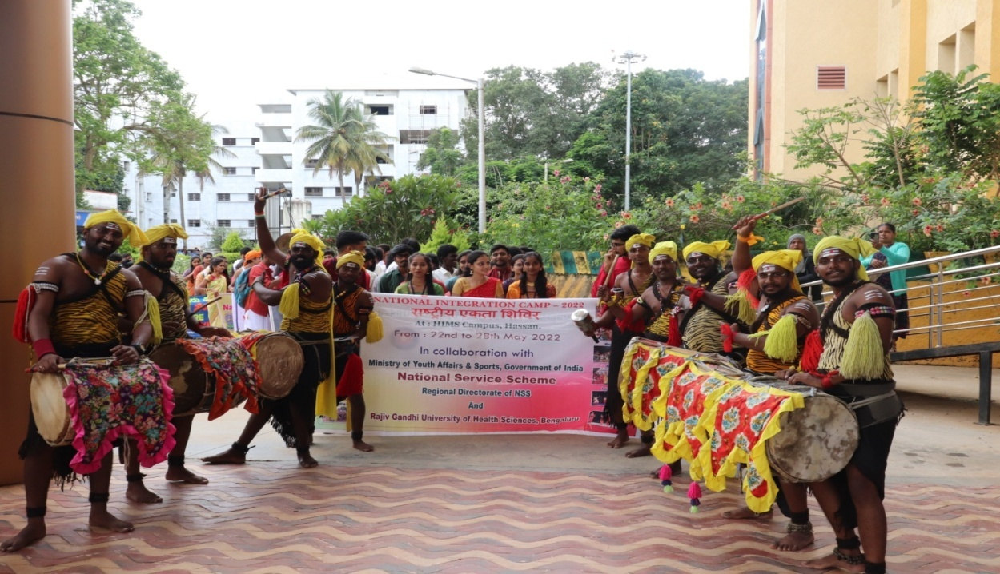 NATIONAL INTEGRATION CAMP - 2022
राष्ट्रीय एकता शिविर
At : HIMS Campus, Hassan,
From : 22nd to 28th May 2022
In collaboration with
Ministry of Youth Affairs & Sports, Government of India
National Service Scheme
Regional Directorate of NSS
And
Rajiv Gandhi University of Health Sciences, Bengaluru